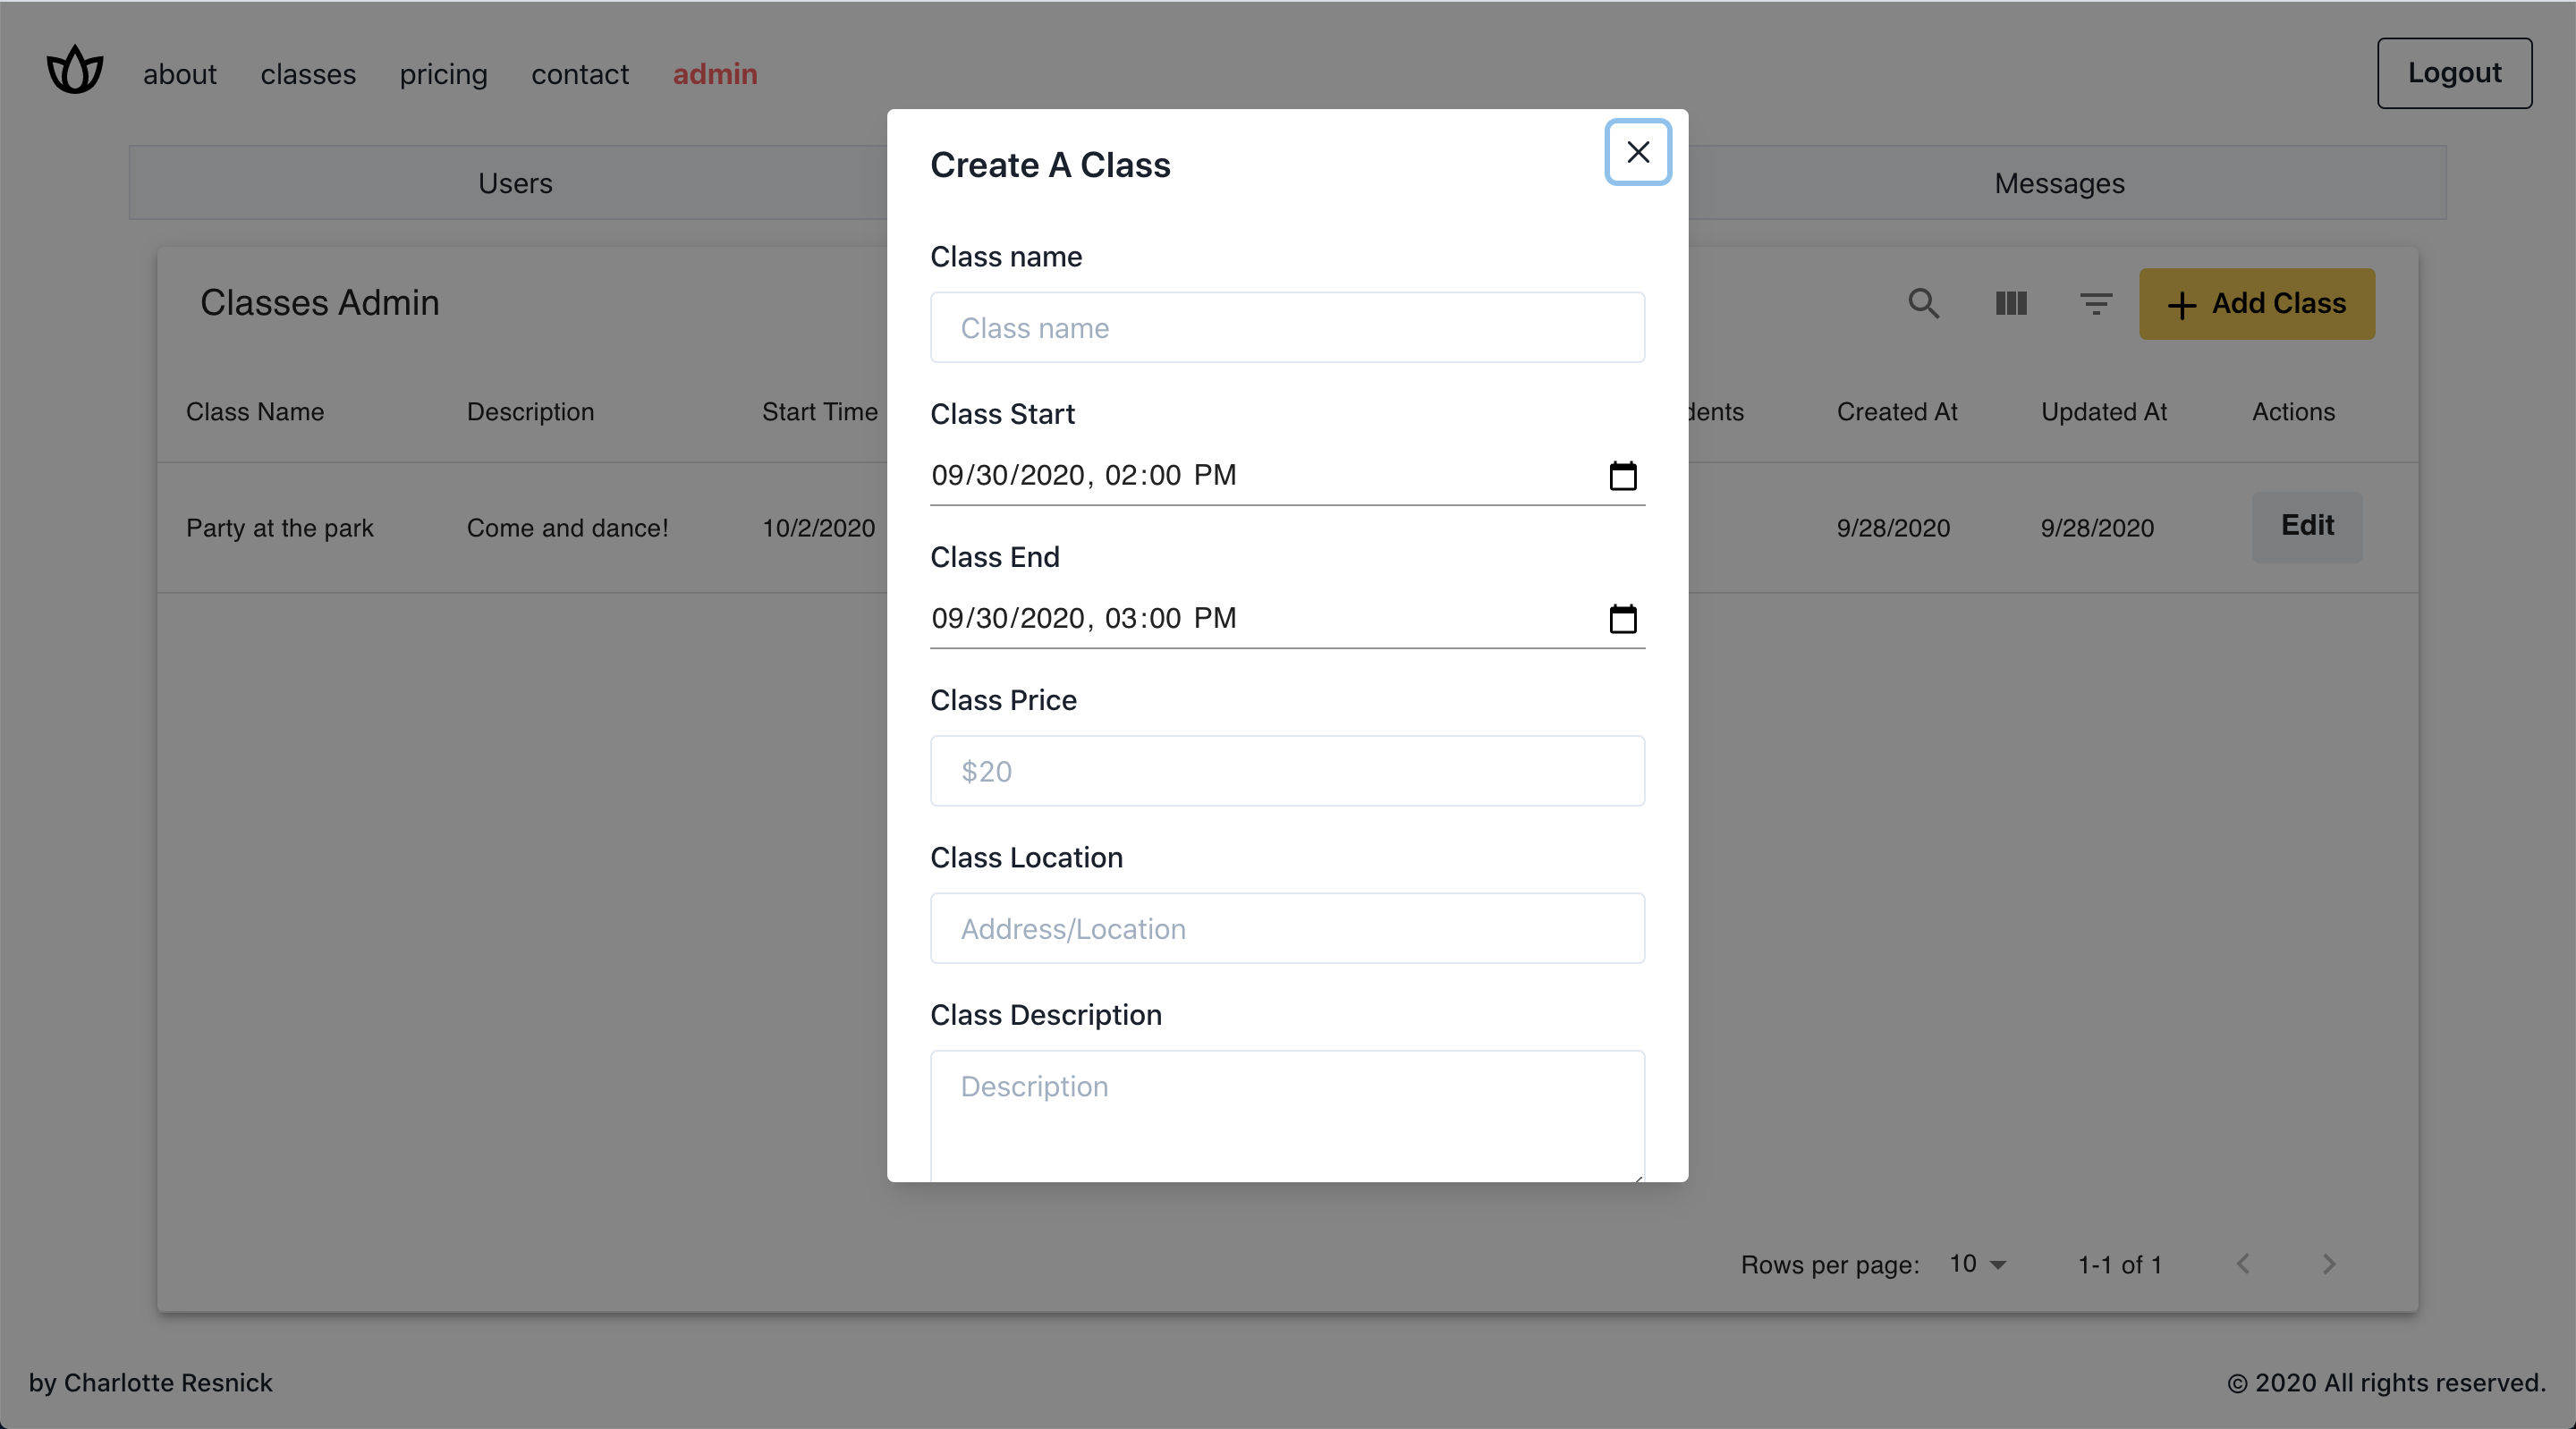 about classes pricing contact admin Logout
Users Messages
Classes Admin Add Class
Class Name Description Start Time Created At Updated At Actions
Party at the park Come and dance! 10/2/2020 9/28/2020 9/28/2020 Edit
Create A Class
Class name
Class name
Class Start
09/30/2020, 02:00 PM
Class End
09/30/2020, 03:00 PM
Class Price
$20
Class Location
Address/Location
Class Description
Description
Rows per page: 10 1-1 of 1
by Charlotte Resnick © 2020 All rights reserved.